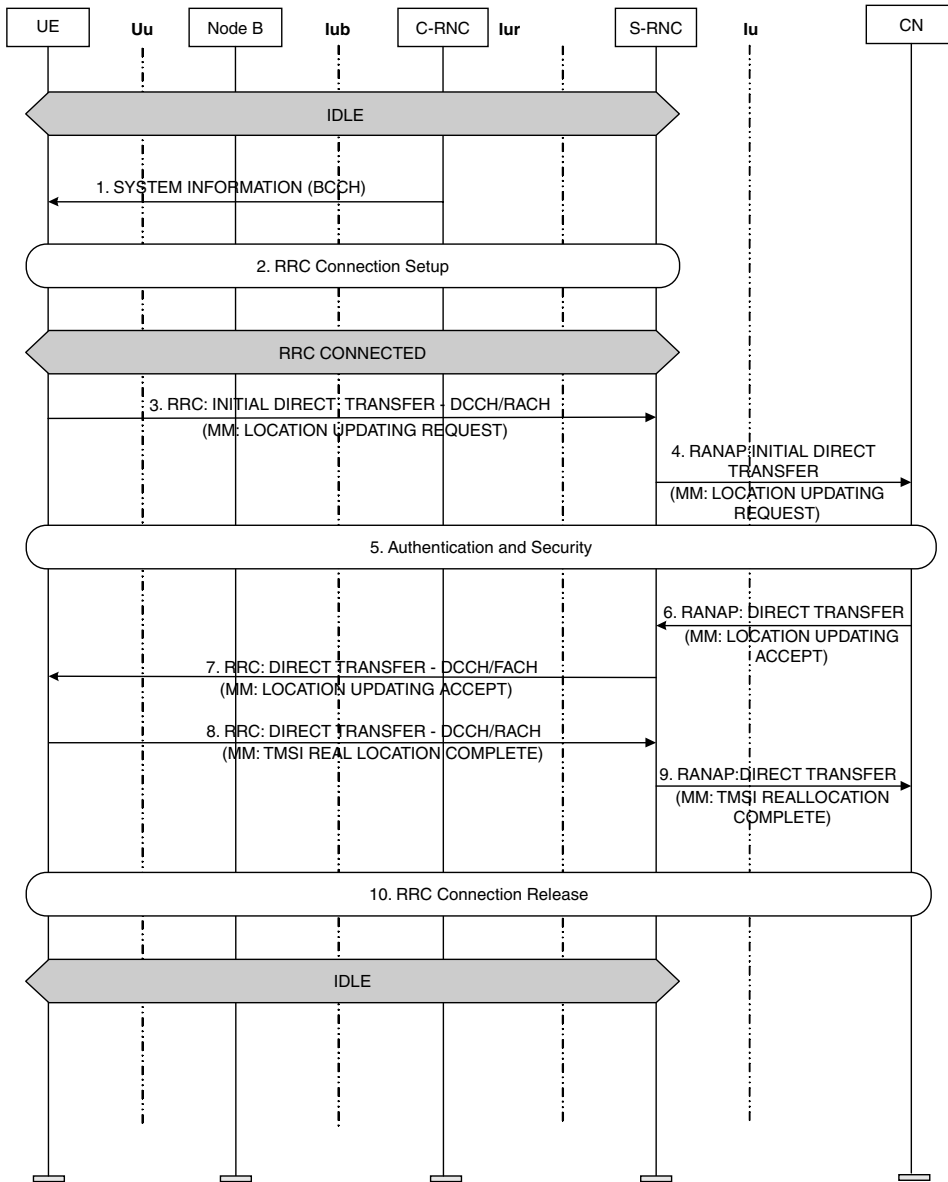 UE
Uu
Node B
Iub
C-RNC
Iur
S-RNC
Iu
CN
IDLE
1. SYSTEM INFORMATION (BCCH)
2. RRC Connection Setup
RRC CONNECTED
3. RRC: INITIAL DIRECT TRANSFER - DCCH/RACH
(MM: LOCATION UPDATING REQUEST)
4. RANAP:INITIAL DIRECT
TRANSFER
(MM: LOCATION UPDATING
REQUEST)
5. Authentication and Security
6. RANAP: DIRECT TRANSFER
(MM: LOCATION UPDATING
ACCEPT)
7. RRC: DIRECT TRANSFER - DCCH/FACH
(MM: LOCATION UPDATING ACCEPT)
8. RRC: DIRECT TRANSFER - DCCH/RACH
(MM: TMSI REAL LOCATION COMPLETE)
9. RANAP:DIRECT TRANSFER
(MM: TMSI REALLOCATION
COMPLETE)
10. RRC Connection Release
IDLE